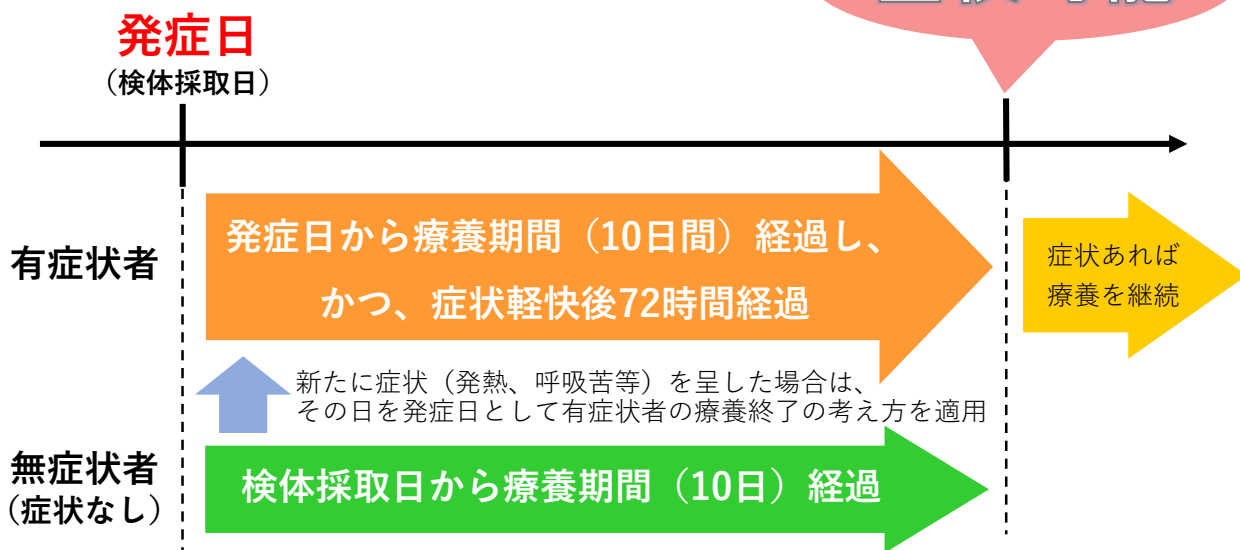 発症日
（検体採取日）
有症状者
発症日から療養期間（10日間）経過し、
かつ、症状軽快後72時間経過
症状あれば
療養を継続
新たに症状（発熱、呼吸苦等）を呈した場合は、
その日を発症日として有症状者の療養終了の考え方を適用
無症状者
（症状なし）
検体採取日から療養期間（10日）経過